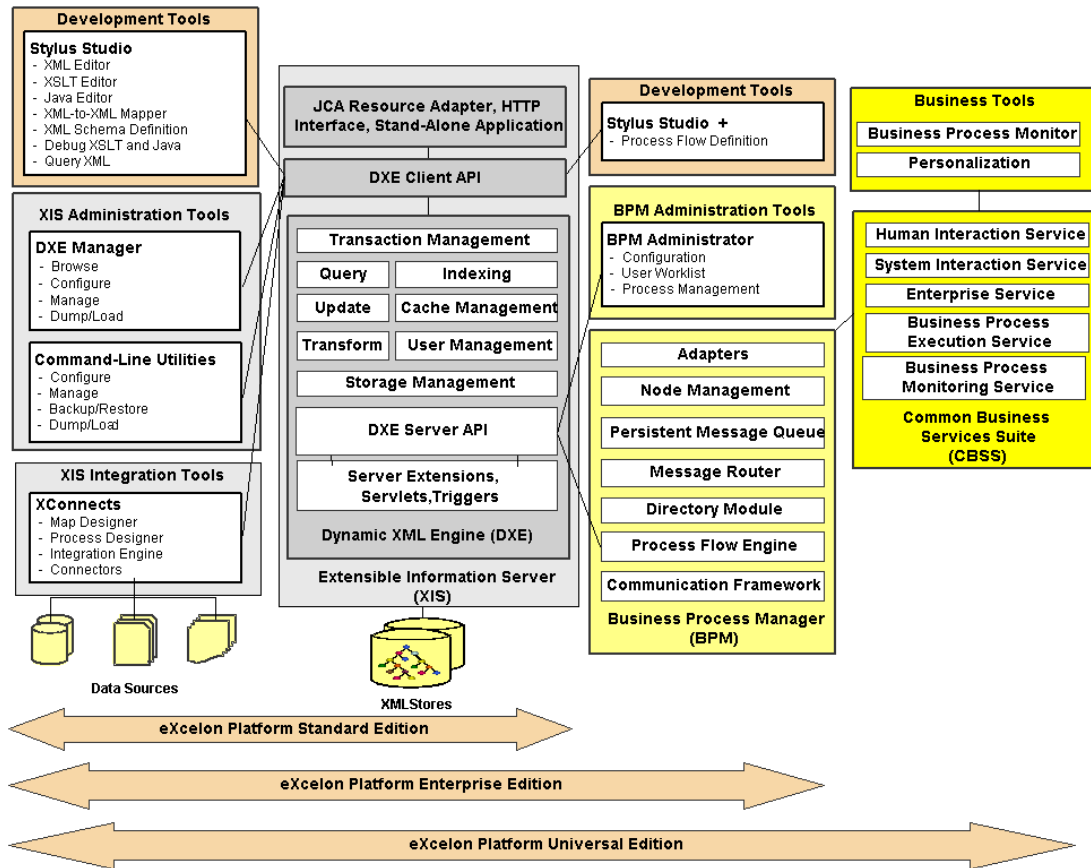 Development Tools
Stylus Studio
- XML Editor
- XSLT Editor
- Java Editor
- XML-to-XML Mapper
- XML Schema Definition
- Debug XSLT and Java
- Query XML
XIS Administration Tools
DXE Manager
- Browse
- Configure
- Manage
- Dump/Load
Command-Line Utilities
- Configure
- Manage
- Backup/Restore
- Dump/Load
XIS Integration Tools
XConnects
- Map Designer
- Process Designer
- Integration Engine
- Connectors
Data Sources
JCA Resource Adapter, HTTP
Interface, Stand-Alone Application
DXE Client API
Transaction Management
Query
Indexing
Update
Cache Management
Transform
User Management
Storage Management
DXE Server API
Server Extensions,
Servlets,Triggers
Dynamic XML Engine (DXE)
Extensible Information Server
(XIS)
XMLStores
Development Tools
Stylus Studio +
- Process Flow Definition
BPM Administration Tools
BPM Administrator
- Configuration
- User Worklist
- Process Management
Adapters
Node Management
Persistent Message Queue
Message Router
Directory Module
Process Flow Engine
Communication Framework
Business Process Manager
(BPM)
Business Tools
Business Process Monitor
Personalization
Human Interaction Service
System Interaction Service
Enterprise Service
Business Process
Execution Service
Business Process
Monitoring Service
Common Business
Services Suite
(CBSS)
eXcelon Platform Standard Edition
eXcelon Platform Enterprise Edition
eXcelon Platform Universal Edition